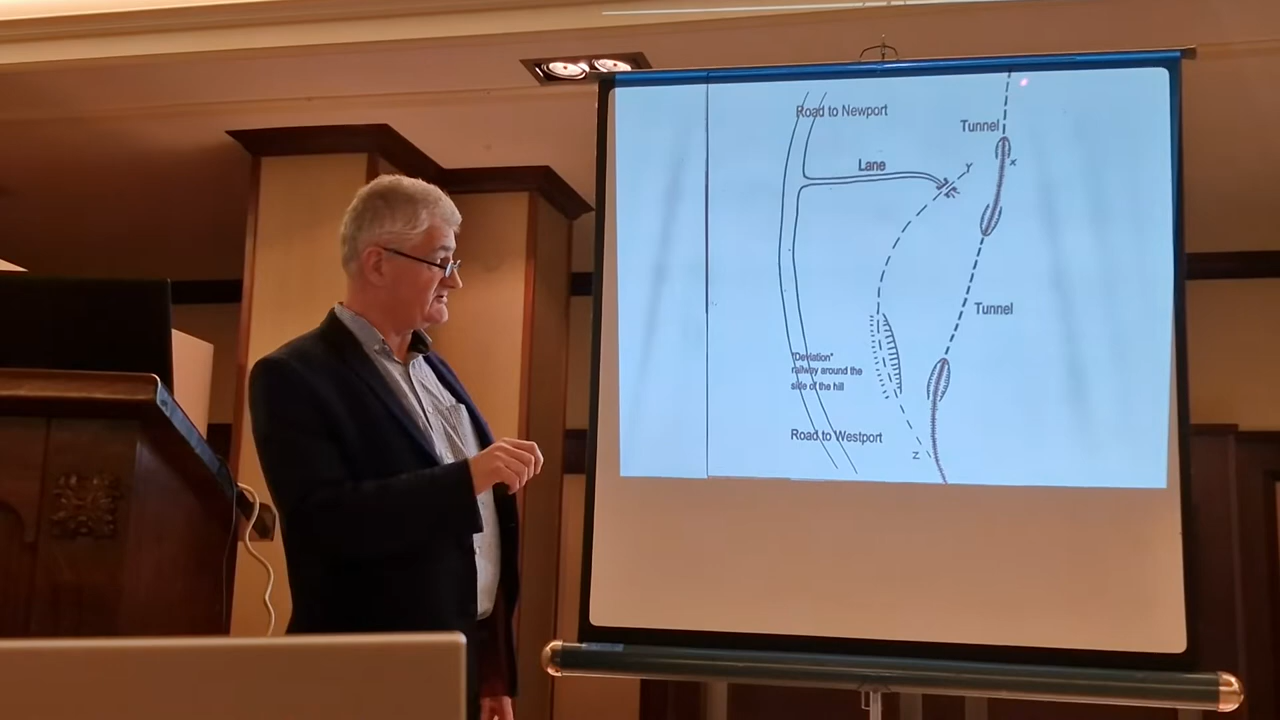 Road to Newport
Tunnel
Lane
Y
X
Tunnel
"Deviation"
railway around the
side of the hill
Road to Westport
Z